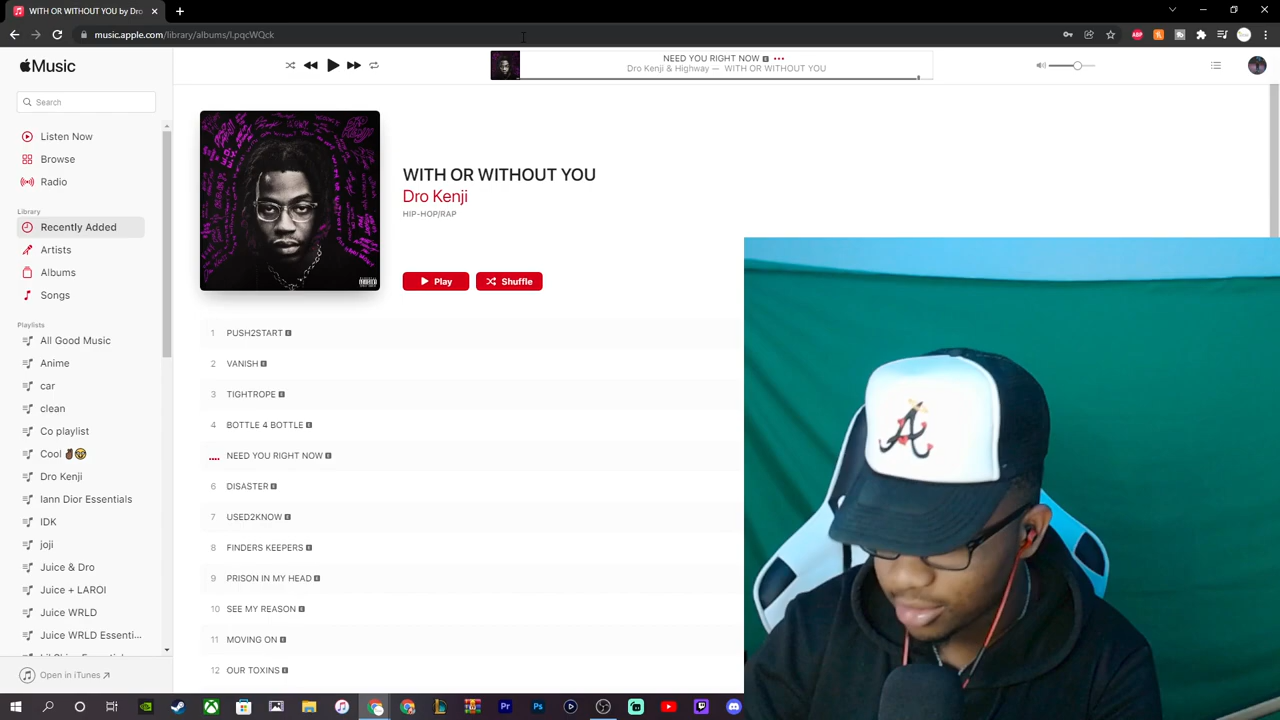 WITH OR WITHOUT YOU by Dro
music.apple.com/library/albums/l.pqcWQck
Music
NEED YOU RIGHT NOW E
Dro Kenji & Highway — WITH OR WITHOUT YOU
Search
Listen Now
Browse
Radio
Library
Recently Added
Artists
Albums
Songs
Playlists
All Good Music
Anime
car
clean
Co playlist
Cool
Dro Kenji
Iann Dior Essentials
IDK
joji
Juice & Dro
Juice + LAROI
Juice WRLD
Juice WRLD Essenti...
Open in iTunes
WITH OR WITHOUT YOU
Dro Kenji
HIP-HOP/RAP
Play
Shuffle
1 PUSH2START E
2 VANISH E
3 TIGHTROPE E
4 BOTTLE 4 BOTTLE E
NEED YOU RIGHT NOW E
6 DISASTER E
7 USED2KNOW E
8 FINDERS KEEPERS E
9 PRISON IN MY HEAD E
10 SEE MY REASON E
11 MOVING ON E
12 OUR TOXINS E
A
ABP
Pr
Ps